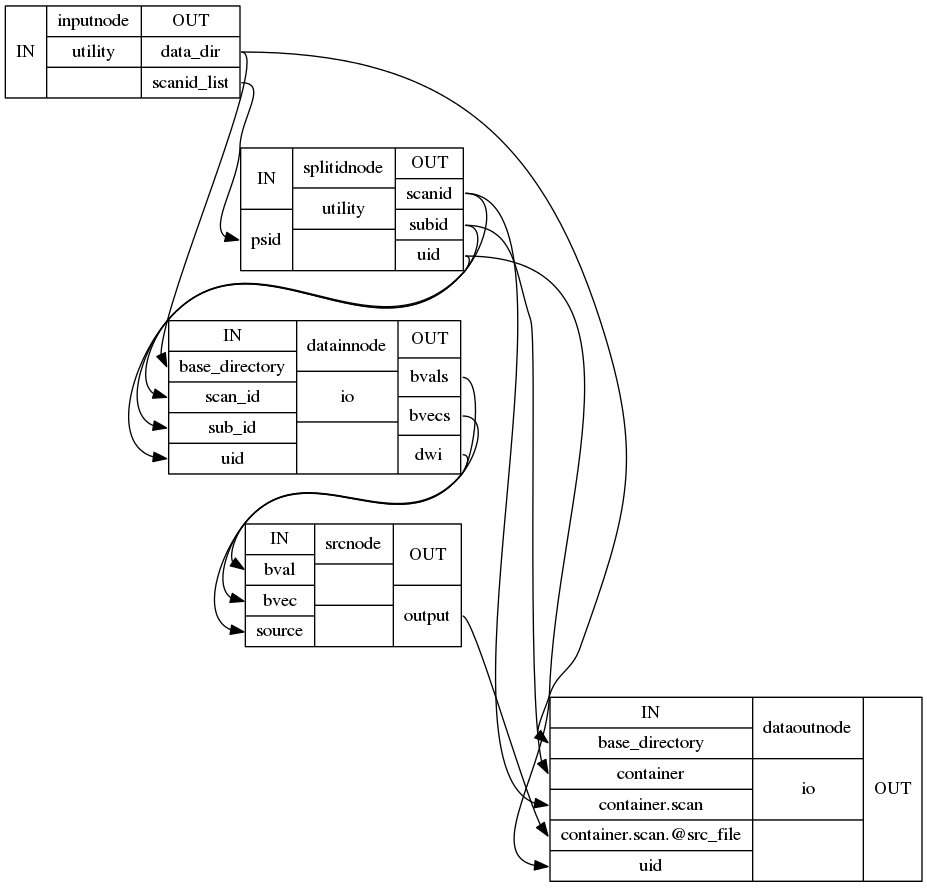 IN
inputnode
utility
OUT
data_dir
scanid_list
IN
psid
splitidnode
utility
OUT
scanid
subid
uid
IN
base_directory
scan_id
sub_id
uid
datainnode
io
OUT
bvals
bvecs
dwi
IN
bval
bvec
source
srcnode
OUT
output
IN
base_directory
container
container.scan
container.scan.@src_file
uid
dataoutnode
io
OUT